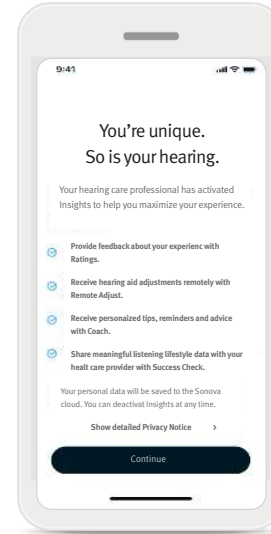 9:41
You’re unique.
So is your hearing.
Your hearing care professional has activated
Insights to help you maximize your experience.
Provide feedback about your experienc with
Ratings.
Receive hearing aid adjustments remotely with
Remote Adjust.
Receive personaized tips, reminders and advice
with Coach.
Share meaningful listening lifestyle data with your
healt care provider with Success Check.
Your personal data will be saved to the Sonova
cloud. You can deactivat Insights at any time.
Show detailed Privacy Notice ›
Continue